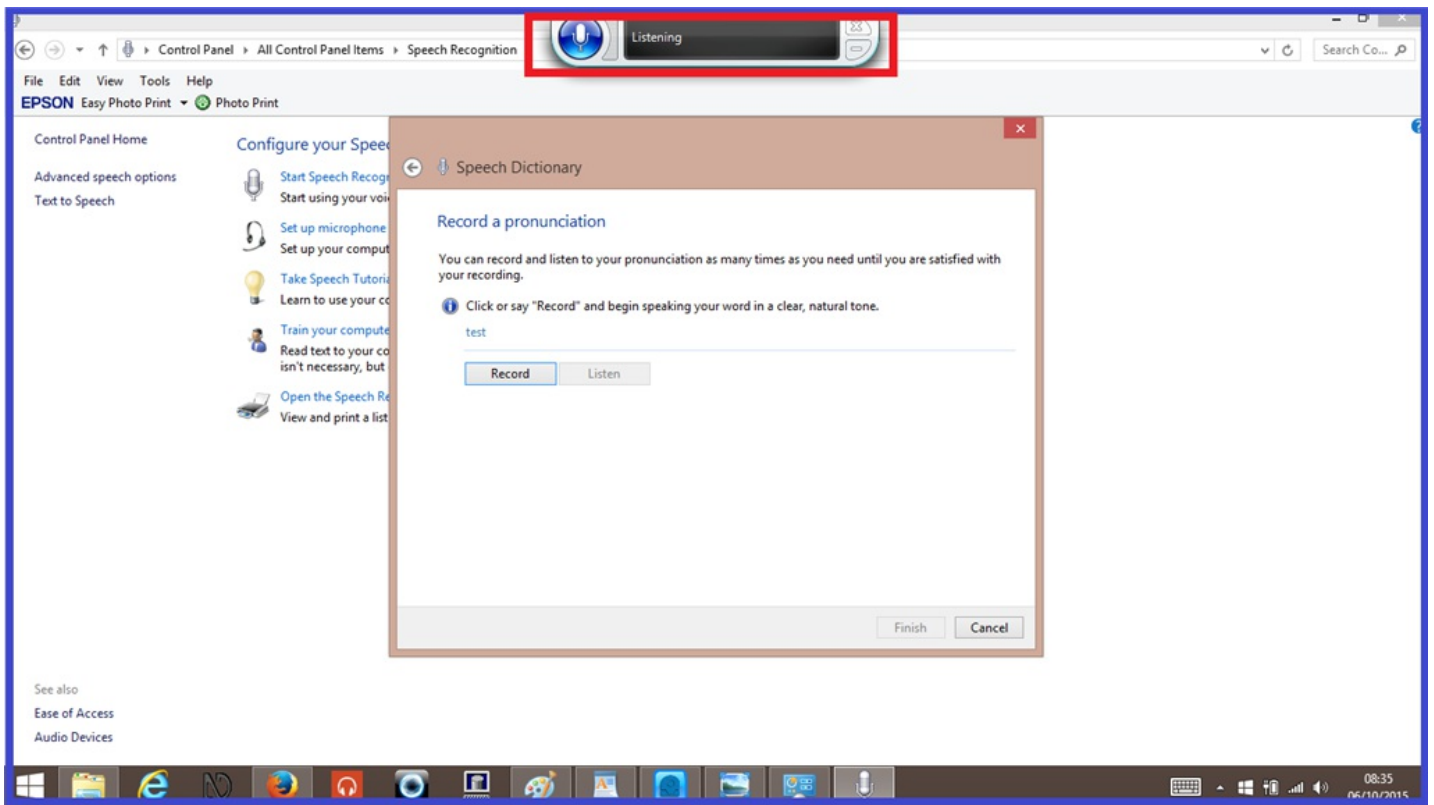 Listening
Control Panel All Control Panel Items Speech Recognition
Search Co...
File Edit View Tools Help
EPSON Easy Photo Print Photo Print
Control Panel Home
Advanced speech options
Text to Speech
Configure your Speec
Start Speech Recogn
Start using your voi
Set up microphone
Set up your comput
Take Speech Tutoria
Learn to use your co
Train your compute
Read text to your co
isn't necessary, but
Open the Speech Re
View and print a list
Speech Dictionary
Record a pronunciation
You can record and listen to your pronunciation as many times as you need until you are satisfied with
your recording.
Click or say "Record" and begin speaking your word in a clear, natural tone.
test
Record Listen
Finish Cancel
See also
Ease of Access
Audio Devices
08:35
06/10/2015